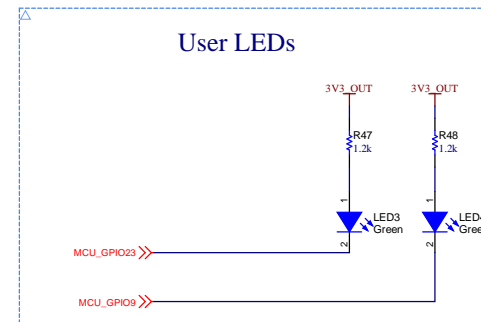 User LEDs
3V3_OUT
3V3_OUT
R47
1.2k
R48
1.2k
1
1
LED3
Green
2
2
MCU_GPIO23
MCU_GPIO9